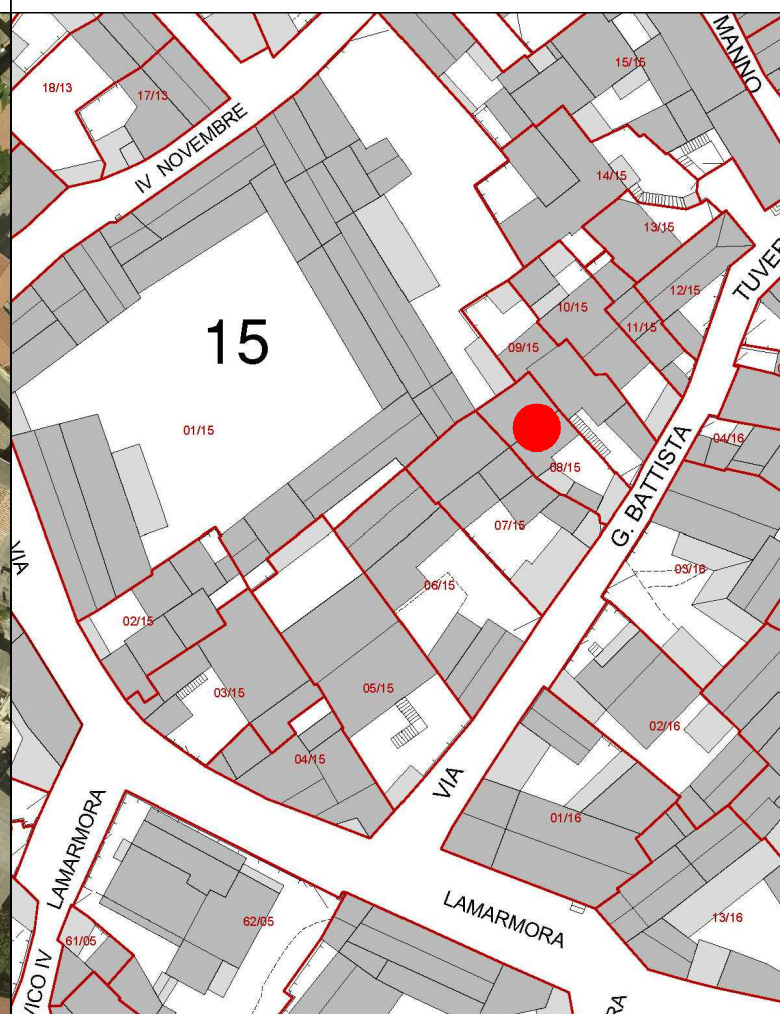 MANNO
15/15
18/13
17/13
IV NOVEMBRE
14/15
13/15
TUVER
12/15
10/15
11/15
15
09/15
01/15
04/16
08/15
G. BATTISTA
07/15
VIA
03/16
06/15
02/15
05/15
03/15
02/16
04/15
VIA
01/16
LAMARMORA
LAMARMORA
13/16
62/05
61/05
VICO IV
RA